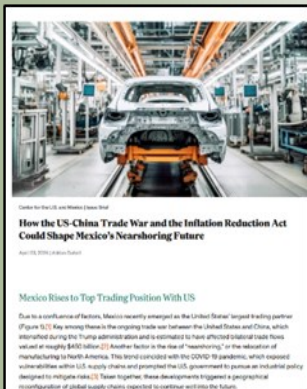 Center for the U.S. and Mexico | Issue Brief
How the US-China Trade War and the Inflation Reduction Act
Could Shape Mexico's Nearshoring Future
Mexico Rises to Top Trading Position With US
Due to a confluence of factors, Mexico recently emerged as the United States' largest trading partner
(Figure 1).[1] Key among these is the ongoing trade war between the United States and China, which
intensified during the Trump administration and is estimated to have affected bilateral trade flows
valued at roughly $450 billion.[2] Another factor is the rise of "nearshoring," or the relocation of
manufacturing to North America. This trend coincided with the COVID-19 pandemic, which exposed
vulnerabilities within U.S. supply chains and prompted the U.S. government to pursue an industrial policy
designed to mitigate risks.[3] Taken together, these developments triggered a geographical
reconfiguration of global supply chains expected to continue well into the future.